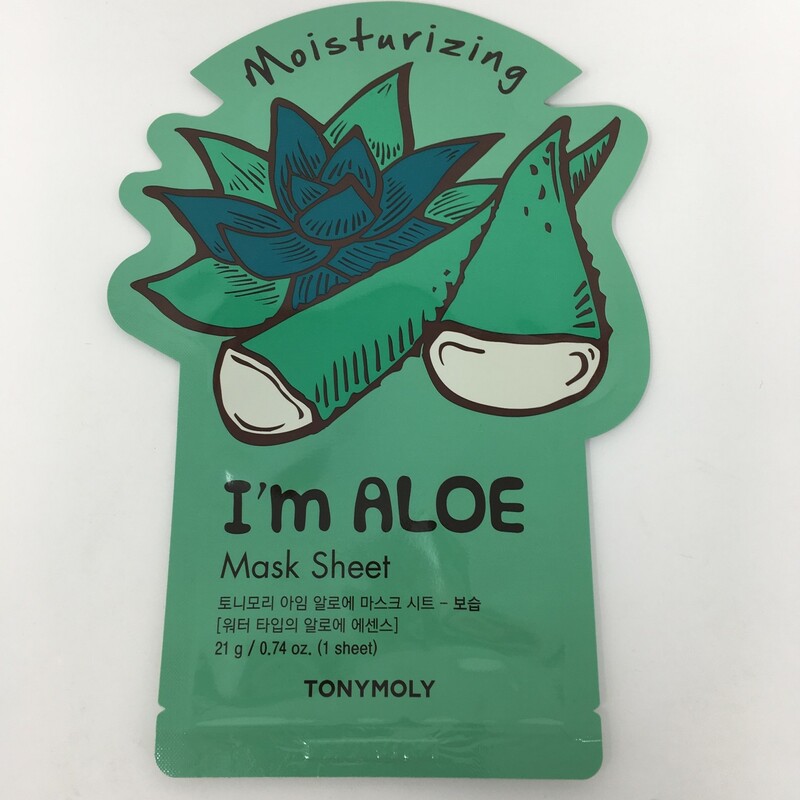 Moisturizing
I'm ALOE
Mask Sheet
토니모리 아임 알로에 마스크 시트 - 보습
[워터 타입의 알로에 에센스]
21 g / 0.74 oz. (1 sheet)
TONYMOLY